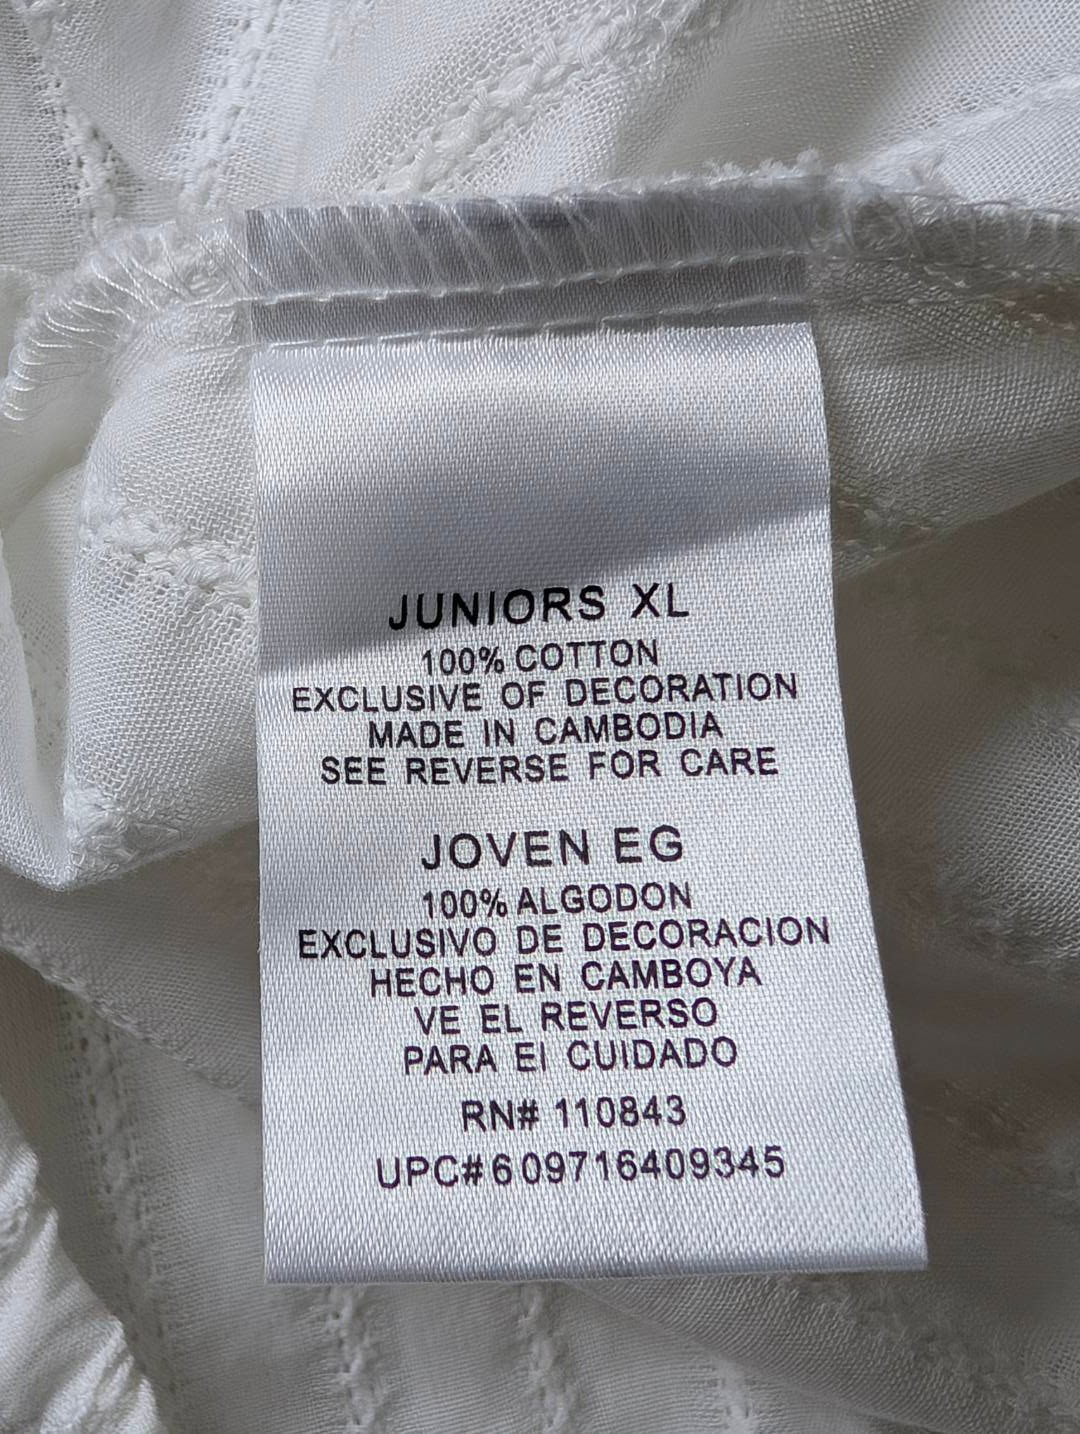 JUNIORS XL
100% COTTON
EXCLUSIVE OF DECORATION
MADE IN CAMBODIA
SEE REVERSE FOR CARE
JOVEN EG
100% ALGODON
EXCLUSIVO DE DECORACION
HECHO EN CAMBOYA
VE EL REVERSO
PARA El CUIDADO
RN# 110843
UPC#609716409345